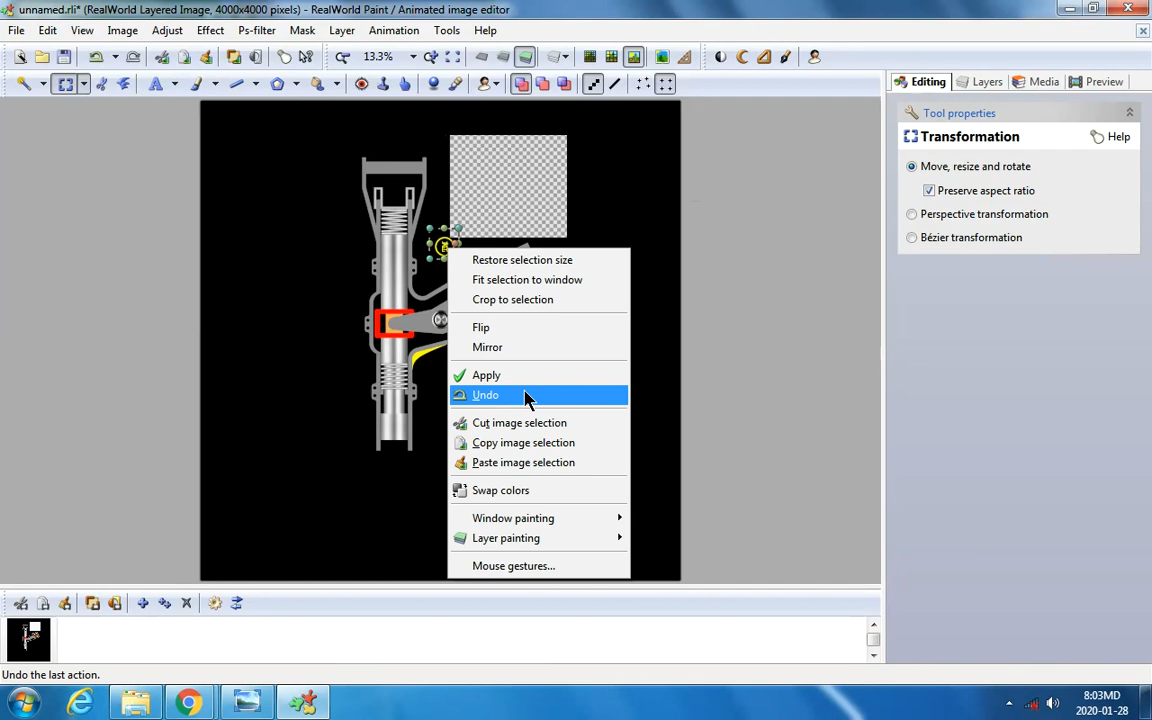 unnamed.rli* (RealWorld Layered Image, 4000x4000 pixels) - RealWorld Paint / Animated image editor
File Edit View Image Adjust Effect Ps-filter Mask Layer Animation Tools Help
13.3%
Editing Layers Media Preview
Tool properties
Transformation Help
Move, resize and rotate
Preserve aspect ratio
Perspective transformation
Bézier transformation
Restore selection size
Fit selection to window
Crop to selection
Flip
Mirror
Apply
Undo
Cut image selection
Copy image selection
Paste image selection
Swap colors
Window painting
Layer painting
Mouse gestures...
Undo the last action.
8:03MD
2020-01-28